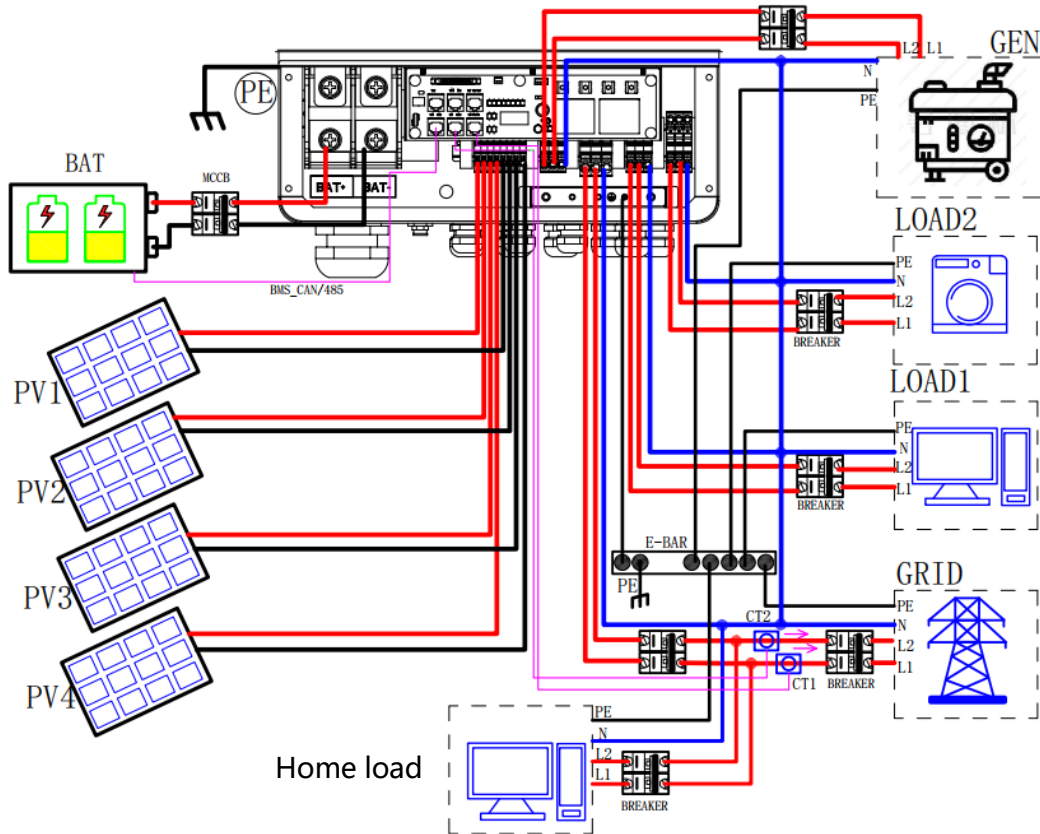 L2 L1
GEN
N
PE
PE
BAT
MCCB
BAT+
BAT-
BMS_CAN/485
LOAD2
PE
N
L2
L1
BREAKER
PV1
LOAD1
PE
N
L2
L1
BREAKER
PV2
E-BAR
PE
PV3
GRID
PE
N
L2
L1
CT2
CT1
BREAKER
PV4
PE
N
L2
L1
Home load
BREAKER